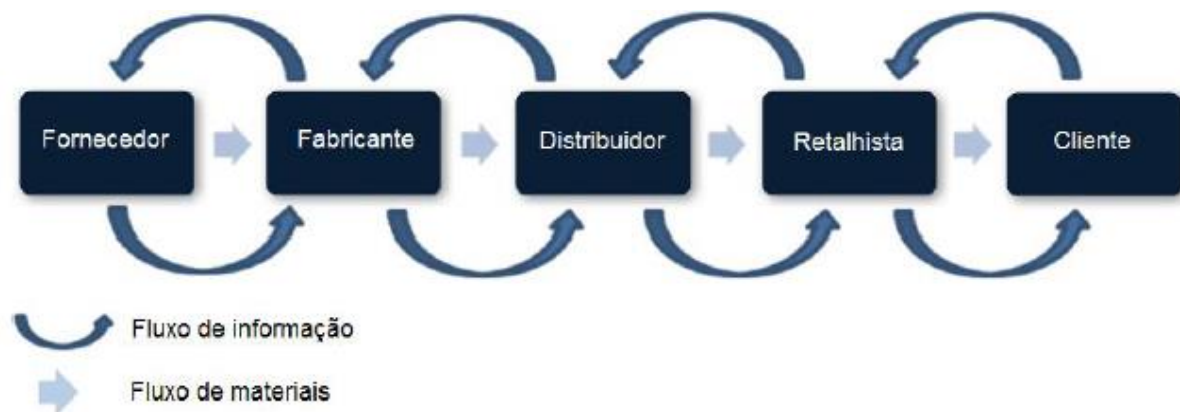 Fornecedor
Fabricante
Distribuidor
Retalhista
Cliente
Fluxo de informação
Fluxo de materiais